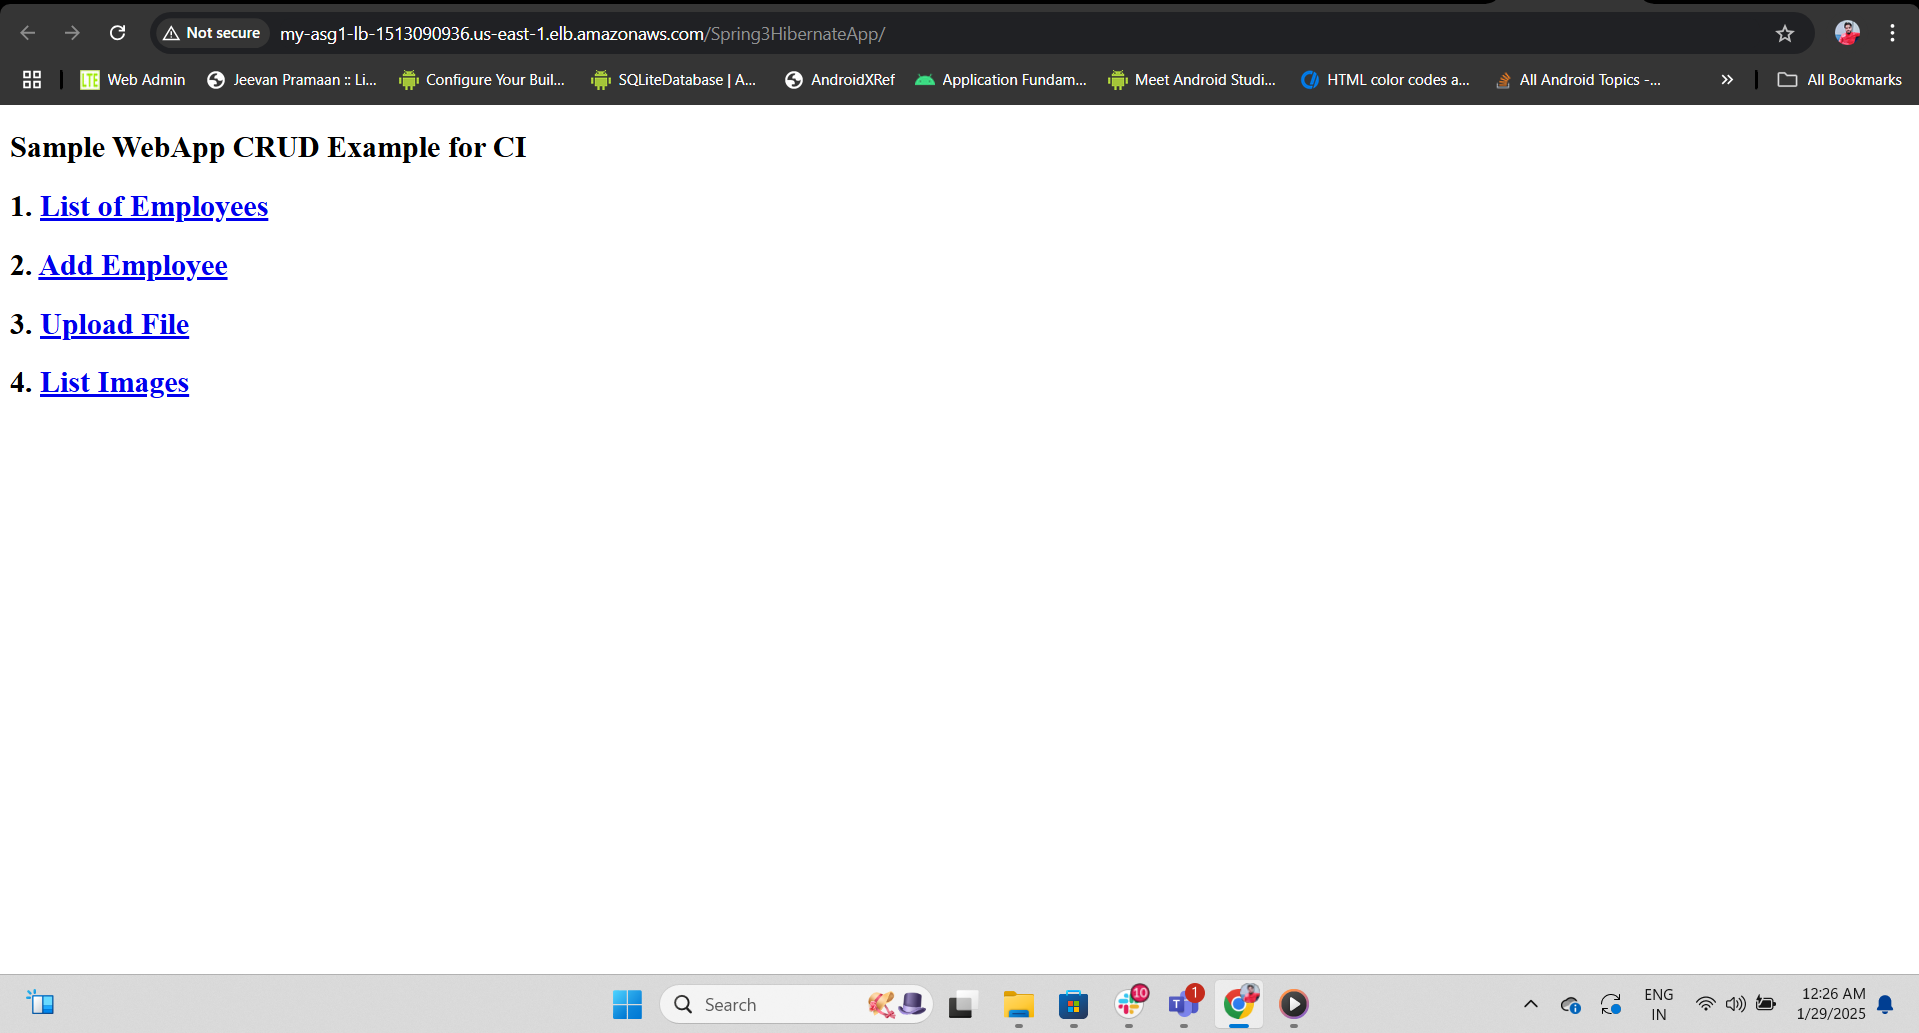 Not secure my-asg1-lb-1513090936.us-east-1.elb.amazonaws.com/Spring3HibernateApp/
LTE Web Admin Jeevan Pramaan :: Li... Configure Your Buil... SQLiteDatabase | A... AndroidXRef Application Fundam... Meet Android Studi... HTML color codes a... All Android Topics -... » All Bookmarks
Sample WebApp CRUD Example for CI
1. List of Employees
2. Add Employee
3. Upload File
4. List Images
Search 10 T 1 ENG 12:26 AM
IN 1/29/2025